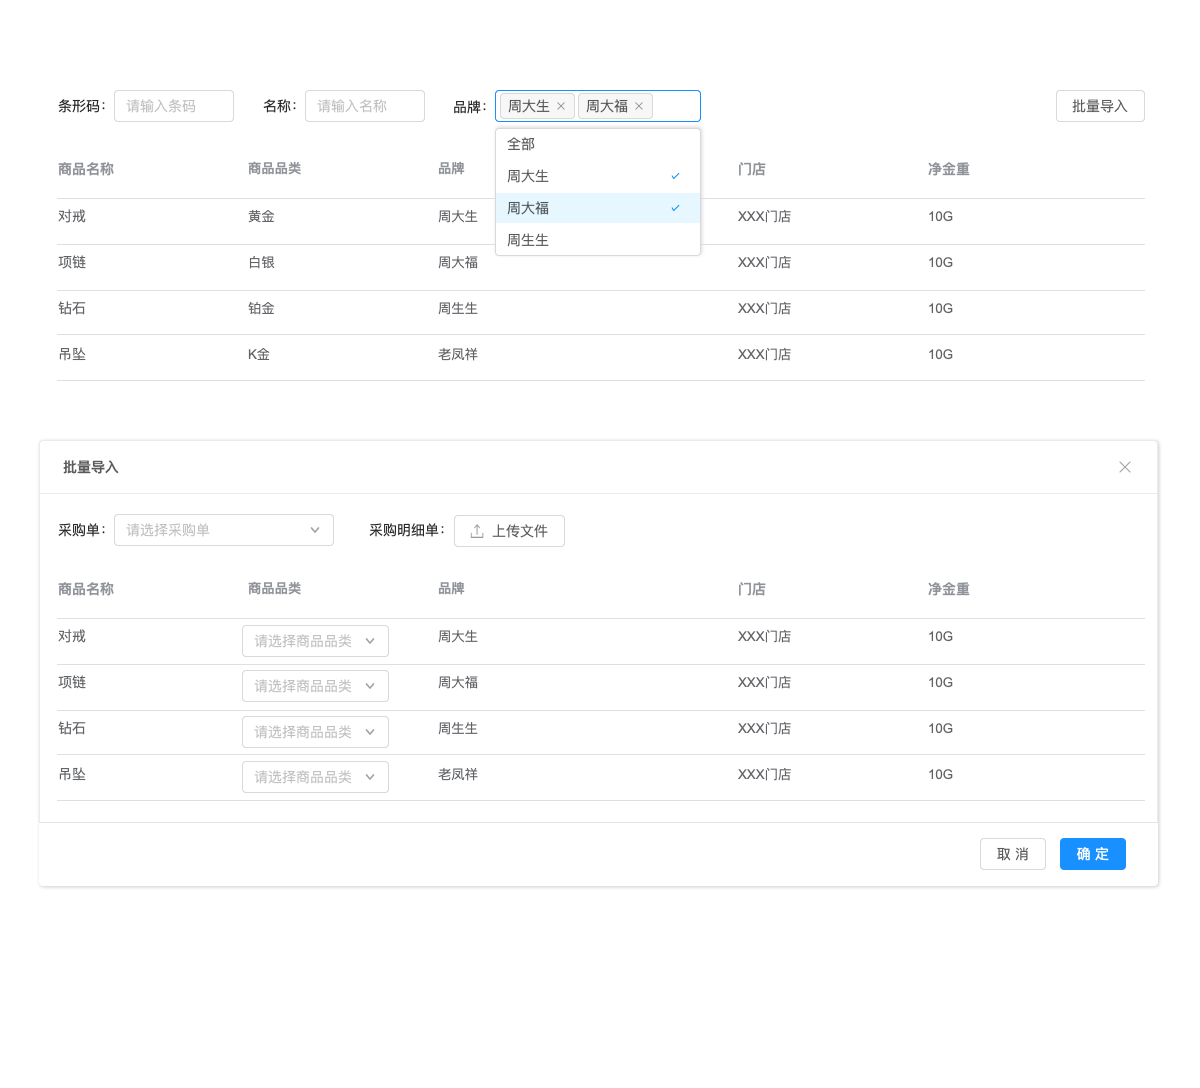 条形码： 请输入条码 名称： 请输入名称 品牌： 周大生 周大福 批量导入
全部
周大生
周大福
周生生
商品名称 商品品类 品牌 门店 净金重
对戒 黄金 周大生 XXX门店 10G
项链 白银 周大福 XXX门店 10G
钻石 铂金 周生生 XXX门店 10G
吊坠 K金 老凤祥 XXX门店 10G
批量导入
采购单： 请选择采购单 采购明细单： 上传文件
商品名称 商品品类 品牌 门店 净金重
对戒 请选择商品品类 周大生 XXX门店 10G
项链 请选择商品品类 周大福 XXX门店 10G
钻石 请选择商品品类 周生生 XXX门店 10G
吊坠 请选择商品品类 老凤祥 XXX门店 10G
取 消 确 定